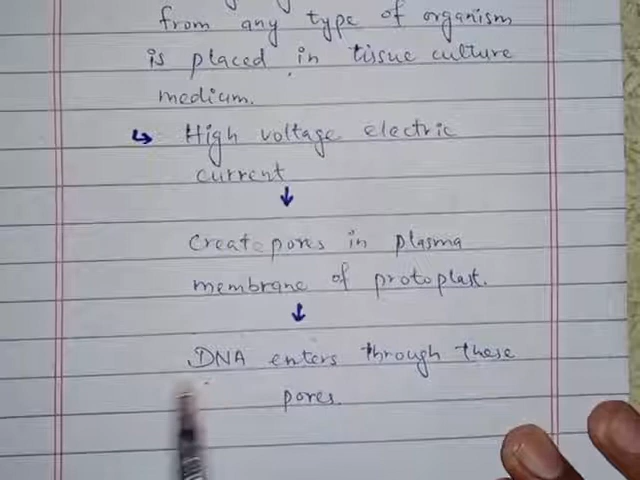 from any type of organism
is placed in tissue culture
medium.
↳ High voltage electric
current
↓
Create pores in plasma
membrane of protoplast.
↓
DNA enters through these
pores.